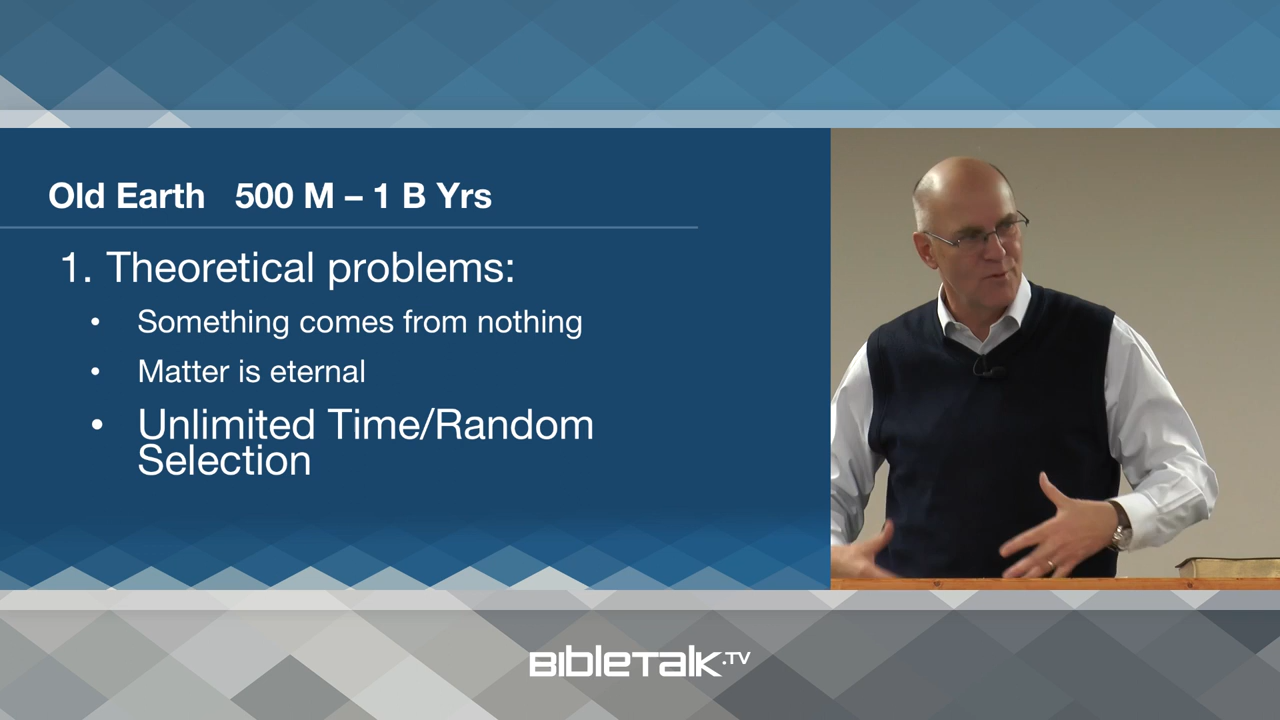 Old Earth 500 M – 1 B Yrs
1. Theoretical problems:
• Something comes from nothing
• Matter is eternal
• Unlimited Time/Random
Selection
BIBLETALK.TV